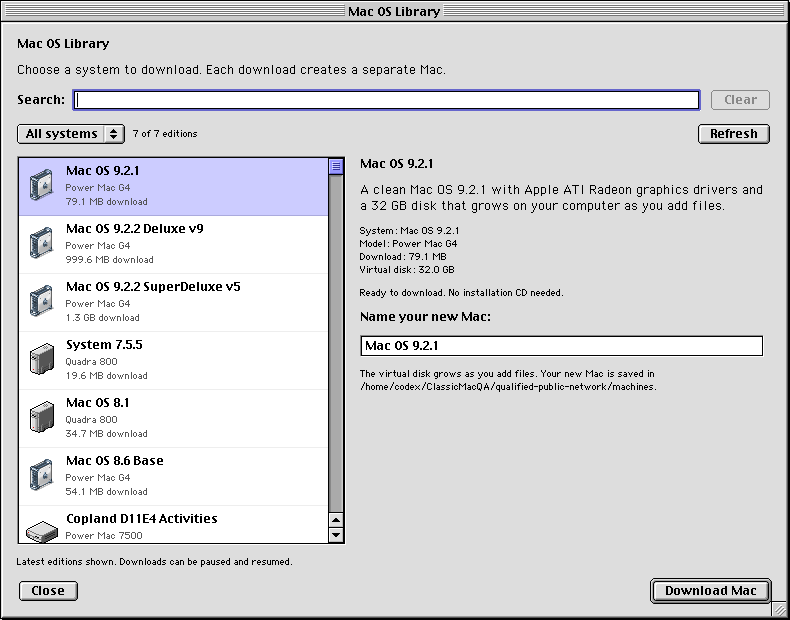 Mac OS Library
Mac OS Library
Choose a system to download. Each download creates a separate Mac.
Search:
Clear
All systems
7 of 7 editions
Refresh
Mac OS 9.2.1
Power Mac G4
79.1 MB download
Mac OS 9.2.2 Deluxe v9
Power Mac G4
999.6 MB download
Mac OS 9.2.2 SuperDeluxe v5
Power Mac G4
1.3 GB download
System 7.5.5
Quadra 800
19.6 MB download
Mac OS 8.1
Quadra 800
34.7 MB download
Mac OS 8.6 Base
Power Mac G4
54.1 MB download
Copland D11E4 Activities
Power Mac 7500
Mac OS 9.2.1
A clean Mac OS 9.2.1 with Apple ATI Radeon graphics drivers and
a 32 GB disk that grows on your computer as you add files.
System: Mac OS 9.2.1
Model: Power Mac G4
Download: 79.1 MB
Virtual disk: 32.0 GB
Ready to download. No installation CD needed.
Name your new Mac:
Mac OS 9.2.1
The virtual disk grows as you add files. Your new Mac is saved in
/home/codex/ClassicMacQA/qualified-public-network/machines.
Latest editions shown. Downloads can be paused and resumed.
Close
Download Mac